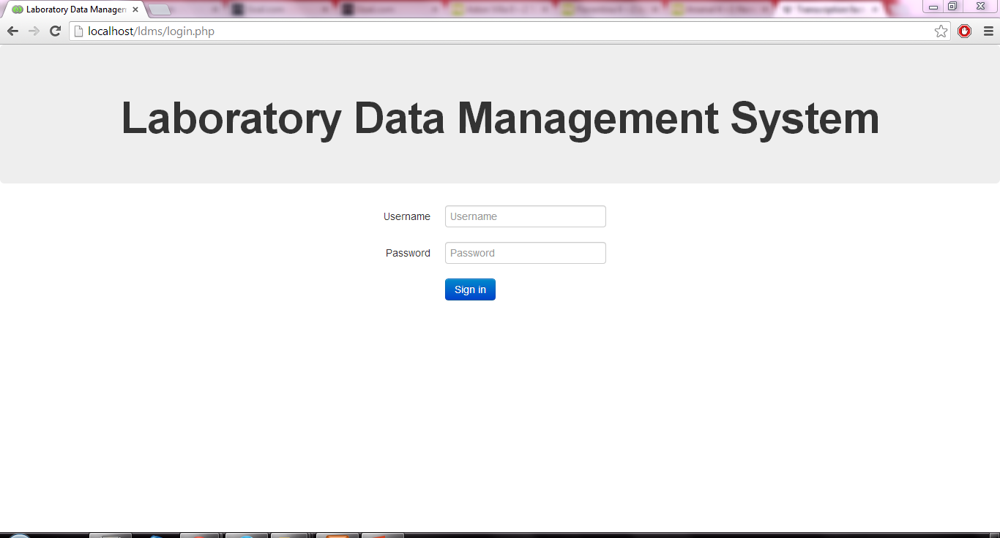 Laboratory Data Managen
localhost/ldms/login.php
Laboratory Data Management System
Username
Username
Password
Password
Sign in